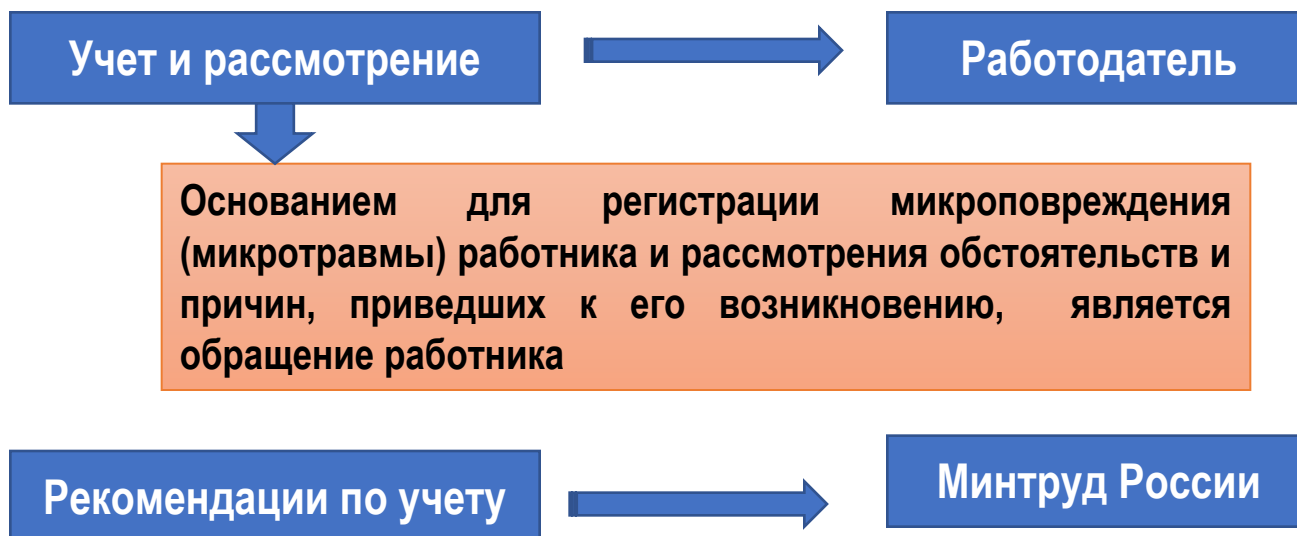 Учет и рассмотрение
Работодатель
Основанием для регистрации микроповреждения
(микротравмы) работника и рассмотрения обстоятельств и
причин, приведших к его возникновению, является
обращение работника
Рекомендации по учету
Минтруд России